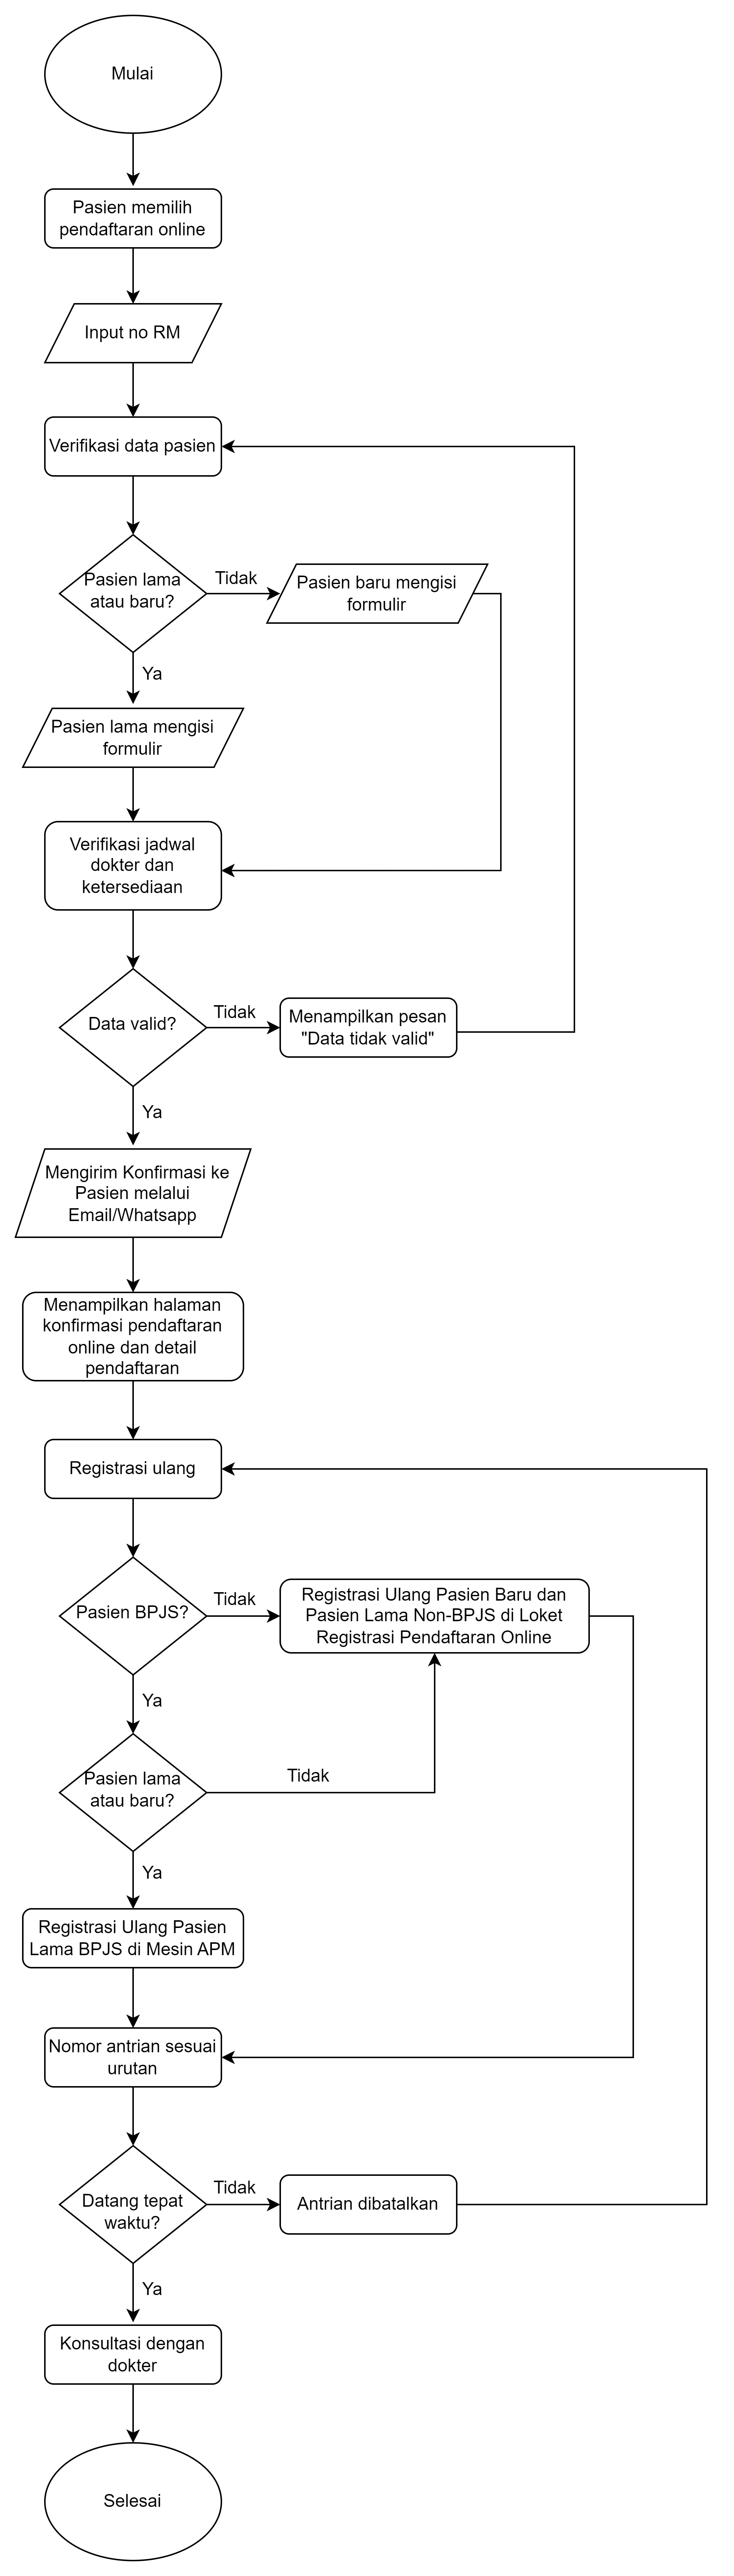 Mulai
Pasien memilih
pendaftaran online
Input no RM
Verifikasi data pasien
Pasien lama
atau baru?
Tidak
Pasien baru mengisi
formulir
Ya
Pasien lama mengisi
formulir
Verifikasi jadwal
dokter dan
ketersediaan
Data valid?
Tidak
Menampilkan pesan
"Data tidak valid"
Ya
Mengirim Konfirmasi ke
Pasien melalui
Email/Whatsapp
Menampilkan halaman
konfirmasi pendaftaran
online dan detail
pendaftaran
Registrasi ulang
Pasien BPJS?
Tidak
Registrasi Ulang Pasien Baru dan
Pasien Lama Non-BPJS di Loket
Registrasi Pendaftaran Online
Ya
Pasien lama
atau baru?
Tidak
Ya
Registrasi Ulang Pasien
Lama BPJS di Mesin APM
Nomor antrian sesuai
urutan
Datang tepat
waktu?
Tidak
Antrian dibatalkan
Ya
Konsultasi dengan
dokter
Selesai